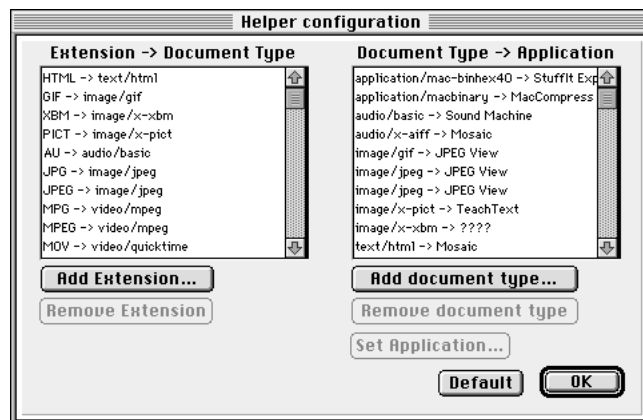 Helper configuration
Extension -> Document Type
HTML -> text/html
GIF -> image/gif
XBM -> image/x-xbm
PICT -> image/x-pict
AU -> audio/basic
JPG -> image/jpeg
JPEG -> image/jpeg
MPG -> video/mpeg
MPEG -> video/mpeg
MOV -> video/quicktime
Add Extension...
Remove Extension
Document Type -> Application
application/mac-binhex40 -> StuffIt Exp
application/macbinary -> MacCompress
audio/basic -> Sound Machine
audio/x-aiff -> Mosaic
image/gif -> JPEG View
image/jpeg -> JPEG View
image/jpeg -> JPEG View
image/x-pict -> TeachText
image/x-xbm -> ????
text/html -> Mosaic
Add document type...
Remove document type
Set Application...
Default
OK